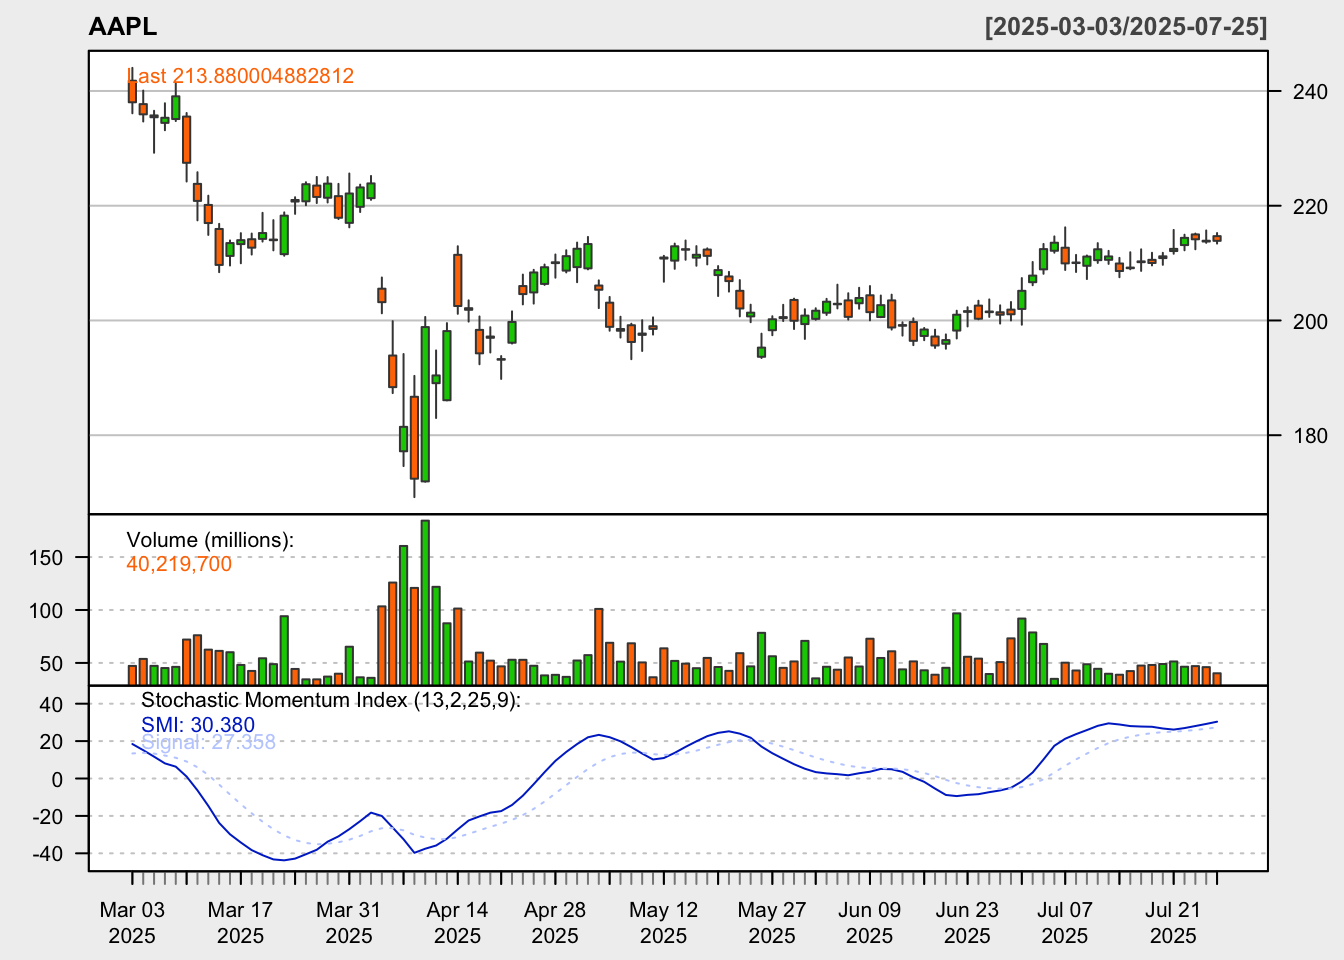 AAPL [2025-03-03/2025-07-25]
Last 213.880004882812
240
220
200
180
Volume (millions):
40,219,700
150
100
50
Stochastic Momentum Index (13,2,25,9):
SMI: 30.380
Signal: 27.358
40
20
0
-20
-40
Mar 03 Mar 17 Mar 31 Apr 14 Apr 28 May 12 May 27 Jun 09 Jun 23 Jul 07 Jul 21
2025 2025 2025 2025 2025 2025 2025 2025 2025 2025 2025